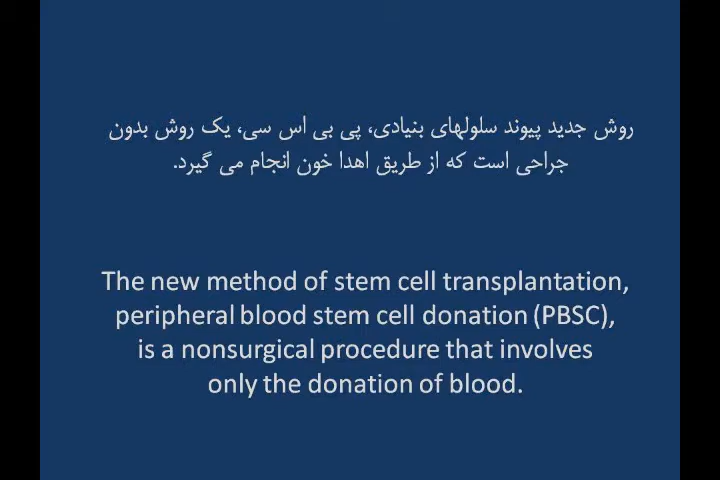 روش جدید پیوند سلولهای بنیادی، پی بی اس سی، یک روش بدون
جراحی است که از طریق اهدا خون انجام می گیرد.
The new method of stem cell transplantation,
peripheral blood stem cell donation (PBSC),
is a nonsurgical procedure that involves
only the donation of blood.